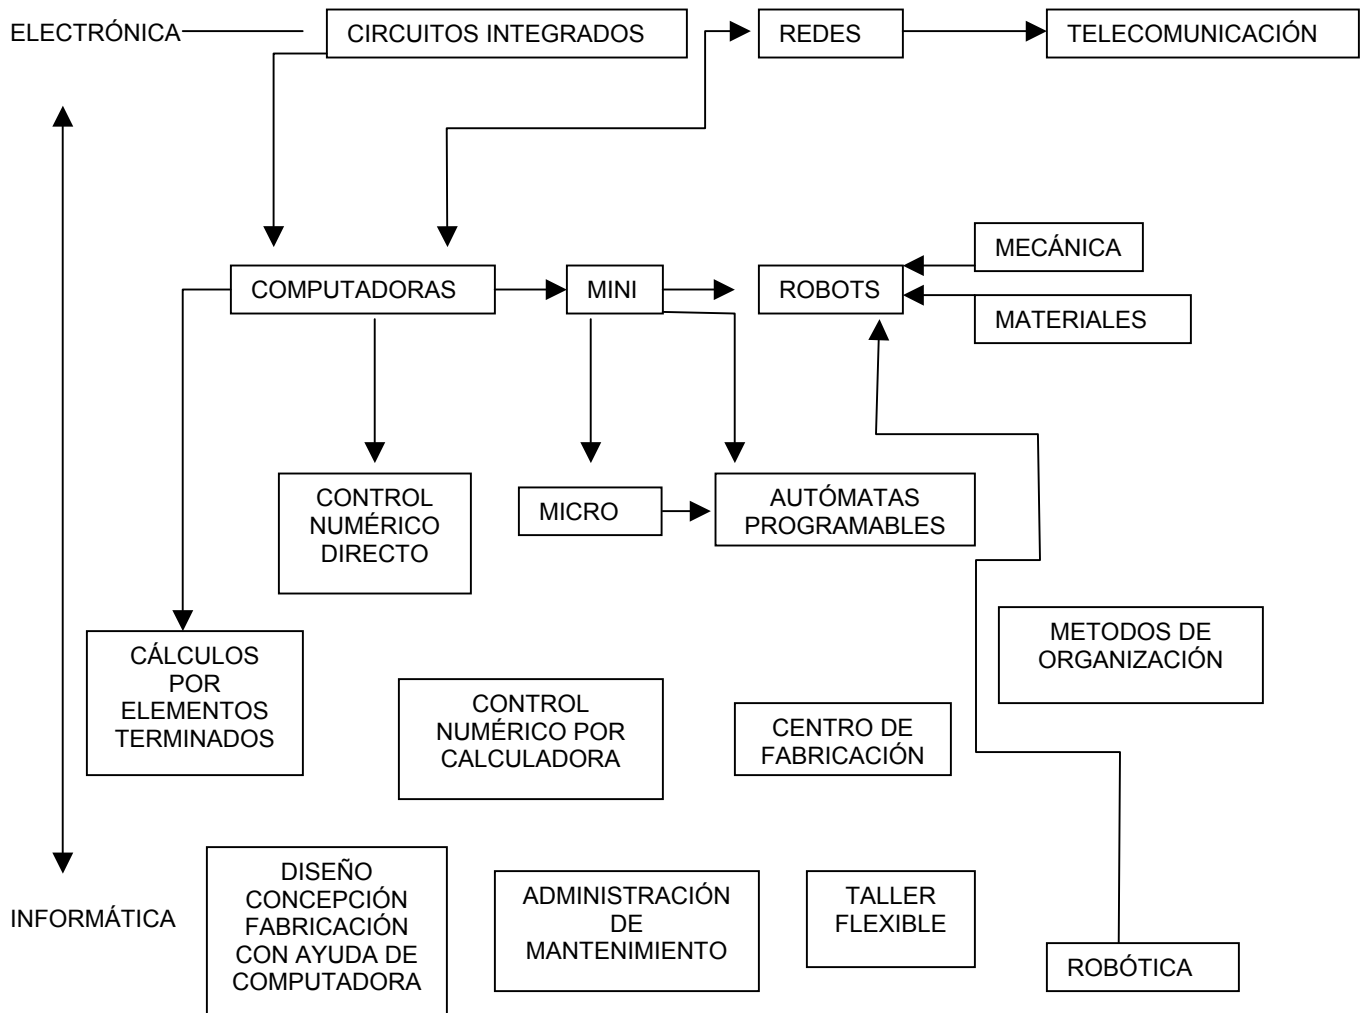 ELECTRÓNICA
CIRCUITOS INTEGRADOS
REDES
TELECOMUNICACIÓN
MECÁNICA
COMPUTADORAS
MINI
ROBOTS
MATERIALES
CONTROL
NUMÉRICO
DIRECTO
MICRO
AUTÓMATAS
PROGRAMABLES
METODOS DE
ORGANIZACIÓN
CÁLCULOS
POR
ELEMENTOS
TERMINADOS
CONTROL
NUMÉRICO POR
CALCULADORA
CENTRO DE
FABRICACIÓN
INFORMÁTICA
DISEÑO
CONCEPCIÓN
FABRICACIÓN
CON AYUDA DE
COMPUTADORA
ADMINISTRACIÓN
DE
MANTENIMIENTO
TALLER
FLEXIBLE
ROBÓTICA